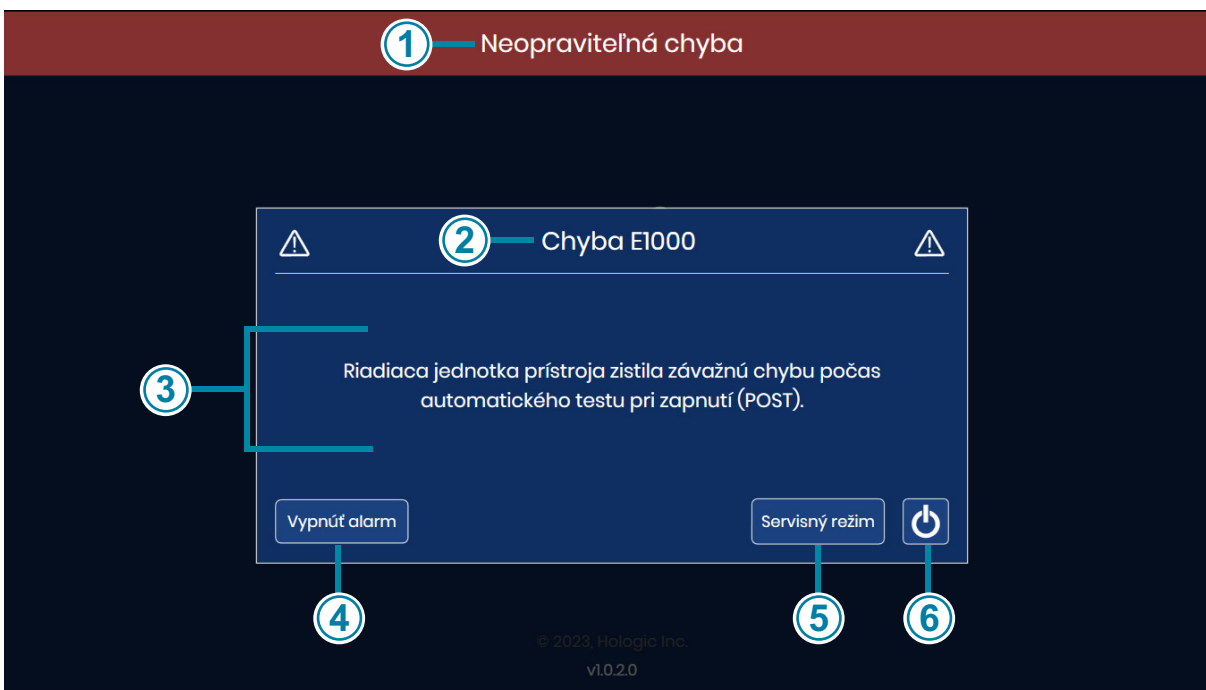 1 Neopraviteľná chyba
2 Chyba E1000
3
Riadiaca jednotka prístroja zistila závažnú chybu počas
automatického testu pri zapnutí (POST).
Vypnúť alarm
Servisný režim
4
5
6
© 2023, Hologic Inc.
v1.0.2.0